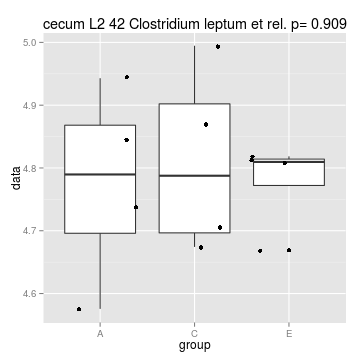 cecum L2 42 Clostridium leptum et rel. p= 0.909
5.0
4.9
4.8
4.7
4.6
data
A C E
group